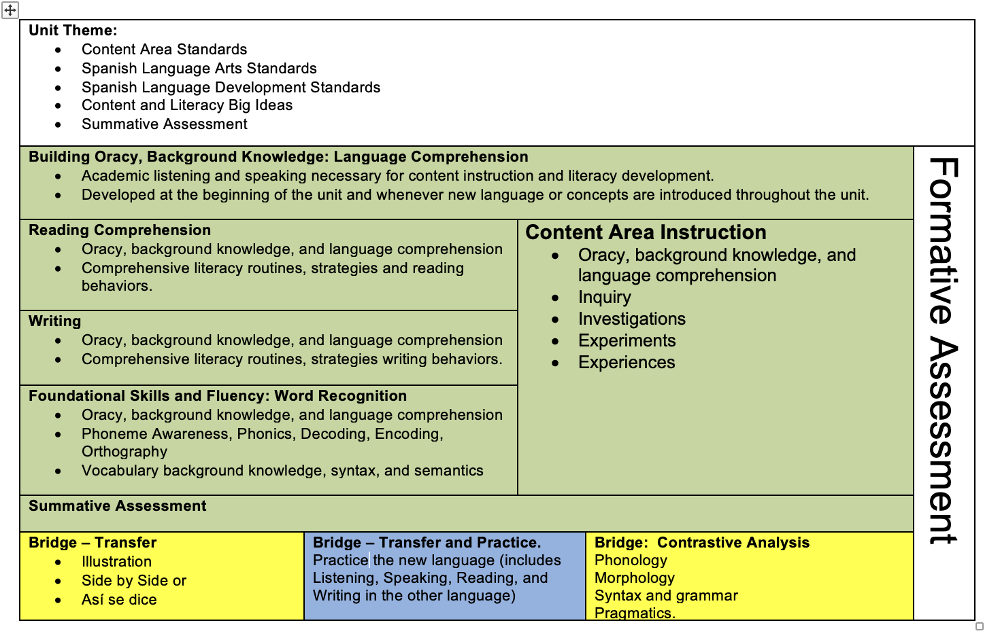 Unit Theme:
• Content Area Standards
• Spanish Language Arts Standards
• Spanish Language Development Standards
• Content and Literacy Big Ideas
• Summative Assessment
Building Oracy, Background Knowledge: Language Comprehension
• Academic listening and speaking necessary for content instruction and literacy development.
• Developed at the beginning of the unit and whenever new language or concepts are introduced throughout the unit.
Reading Comprehension
• Oracy, background knowledge, and language comprehension
• Comprehensive literacy routines, strategies and reading
behaviors.
Writing
• Oracy, background knowledge, and language comprehension
• Comprehensive literacy routines, strategies writing behaviors.
Foundational Skills and Fluency: Word Recognition
• Oracy, background knowledge, and language comprehension
• Phoneme Awareness, Phonics, Decoding, Encoding,
Orthography
• Vocabulary background knowledge, syntax, and semantics
Content Area Instruction
• Oracy, background knowledge, and
language comprehension
• Inquiry
• Investigations
• Experiments
• Experiences
Summative Assessment
Bridge – Transfer
• Illustration
• Side by Side or
• Así se dice
Bridge – Transfer and Practice.
Practice the new language (includes
Listening, Speaking, Reading, and
Writing in the other language)
Bridge:  Contrastive Analysis
Phonology
Morphology
Syntax and grammar
Pragmatics.
Formative Assessment